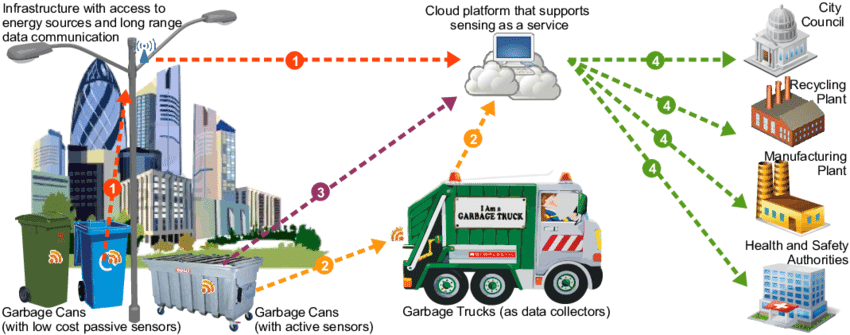 Infrastructure with access to
energy sources and long range
data communication
Cloud platform that supports
sensing as a service
City
Council
1
4
Recycling
Plant
4
2
4
Manufacturing
Plant
1
3
4
I Am a
GARBAGE TRUCK
2
Health and Safety
Authorities
Garbage Cans
(with low cost passive sensors)
Garbage Cans
(with active sensors)
Garbage Trucks (as data collectors)